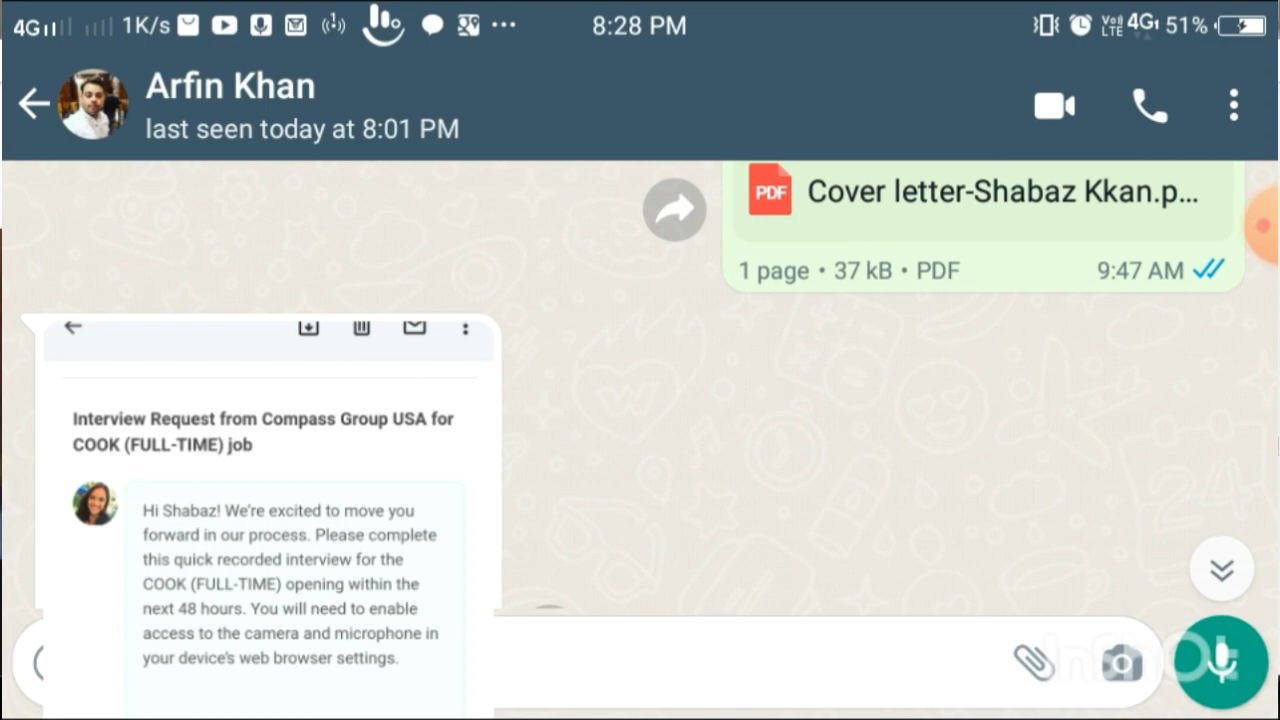 4G 1K/s 8:28 PM VoLTE 4G 51%
Arfin Khan
last seen today at 8:01 PM
PDF Cover letter-Shabaz Kkan.p...
1 page • 37 kB • PDF 9:47 AM
Interview Request from Compass Group USA for
COOK (FULL-TIME) job
Hi Shabaz! We're excited to move you
forward in our process. Please complete
this quick recorded interview for the
COOK (FULL-TIME) opening within the
next 48 hours. You will need to enable
access to the camera and microphone in
your device's web browser settings.